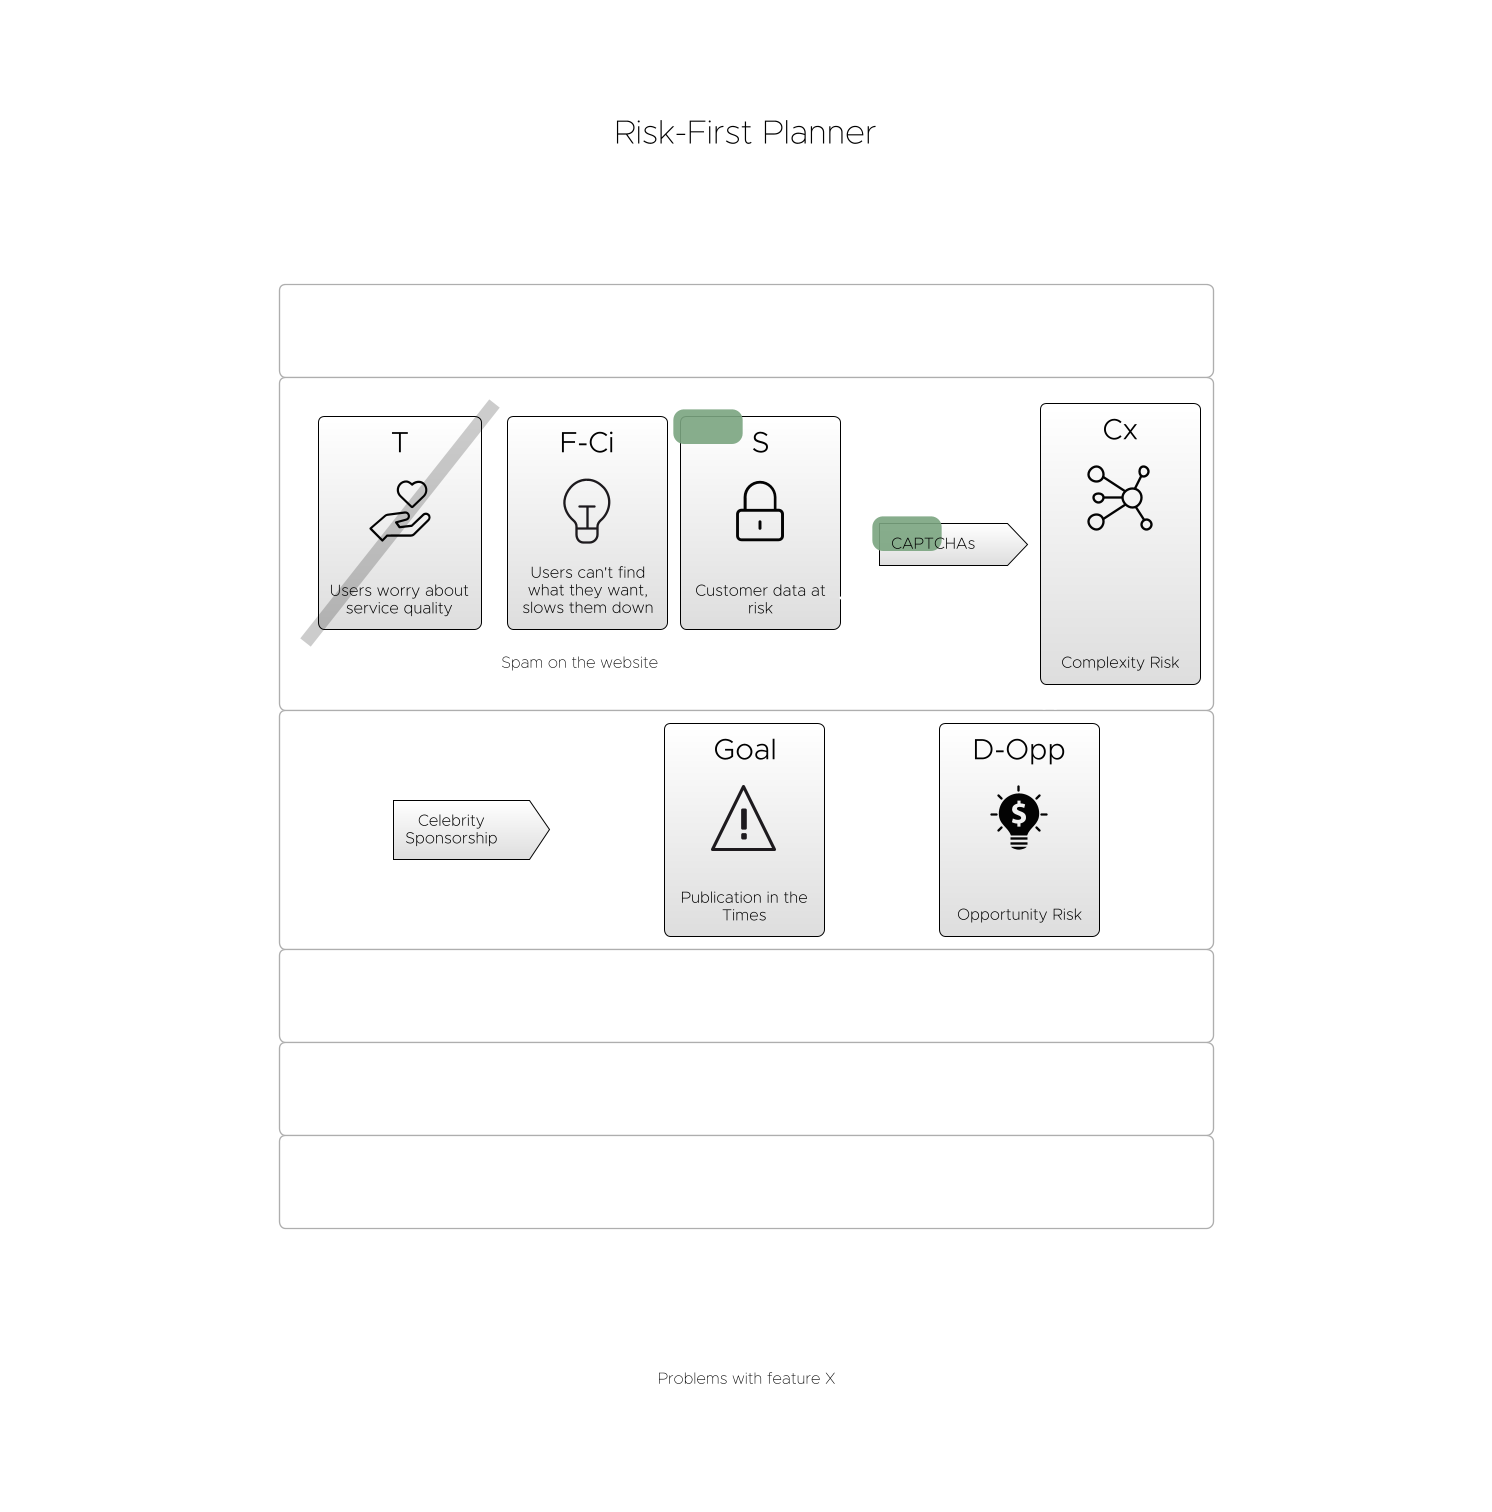 Risk-First Planner
T
Users worry about
service quality
F-Ci
Users can't find
what they want,
slows them down
S
Customer data at
risk
Spam on the website
CAPTCHAs
Cx
Complexity Risk
Celebrity
Sponsorship
Goal
Publication in the
Times
D-Opp
$
Opportunity Risk
Problems with feature X